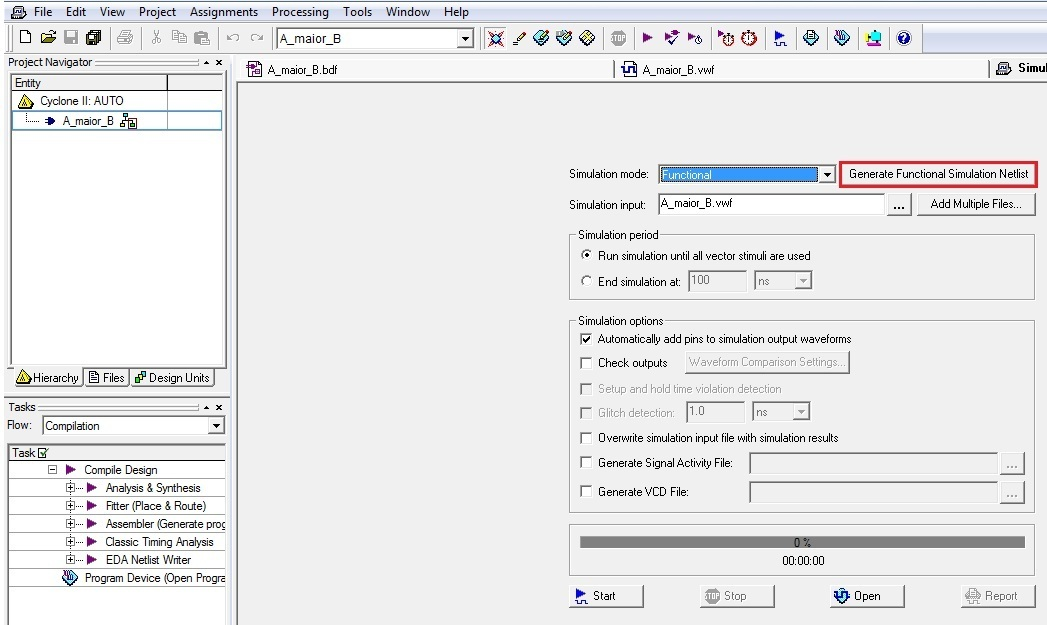 File Edit View Project Assignments Processing Tools Window Help
A_maior_B
Project Navigator
A_maior_B.bdf
A_maior_B.vwf
Simul
Entity
Cyclone II: AUTO
A_maior_B
Simulation mode: Functional Generate Functional Simulation Netlist
Simulation input: A_maior_B.vwf ... Add Multiple Files...
Simulation period
Run simulation until all vector stimuli are used
End simulation at: 100 ns
Simulation options
Automatically add pins to simulation output waveforms
Check outputs Waveform Comparison Settings...
Setup and hold time violation detection
Glitch detection: 1.0 ns
Overwrite simulation input file with simulation results
Generate Signal Activity File: ...
Generate VCD File: ...
0 %
00:00:00
Start STOP Stop Open Report
Hierarchy Files Design Units
Tasks
Flow: Compilation
Task
Compile Design
Analysis & Synthesis
Fitter (Place & Route)
Assembler (Generate prog
Classic Timing Analysis
EDA Netlist Writer
Program Device (Open Progra
STOP